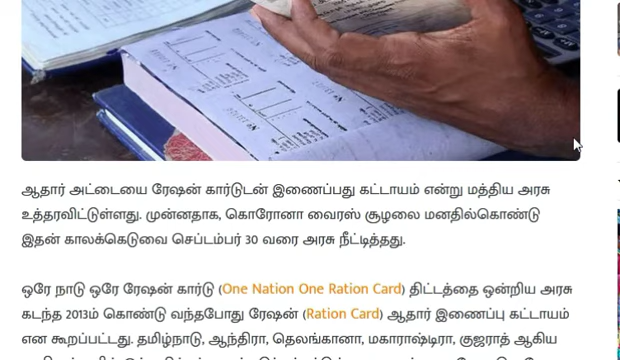 ஆதார் அட்டையை ரேஷன் கார்டுடன் இணைப்பது கட்டாயம் என்று மத்திய அரசு
உத்தரவிட்டுள்ளது. முன்னதாக, கொரோனா வைரஸ் சூழலை மனதில்கொண்டு
இதன் காலக்கெடுவை செப்டம்பர் 30 வரை அரசு நீட்டித்தது.
ஒரே நாடு ஒரே ரேஷன் கார்டு (One Nation One Ration Card) திட்டத்தை ஒன்றிய அரசு
கடந்த 2013ம் கொண்டு வந்தபோது ரேஷன் (Ration Card) ஆதார் இணைப்பு கட்டாயம்
என கூறப்பட்டது. தமிழ்நாடு, ஆந்திரா, தெலங்கானா, மகாராஷ்டிரா, குஜராத் ஆகிய